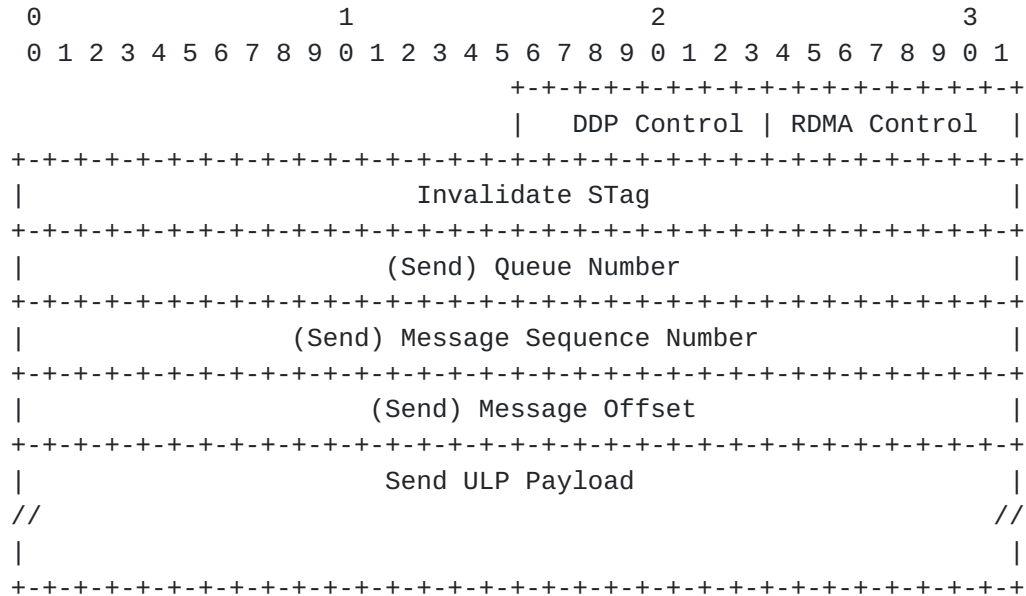 0                   1                   2                   3
 0 1 2 3 4 5 6 7 8 9 0 1 2 3 4 5 6 7 8 9 0 1 2 3 4 5 6 7 8 9 0 1
                                +-+-+-+-+-+-+-+-+-+-+-+-+-+-+-+-+
                                |   DDP Control | RDMA Control  |
+-+-+-+-+-+-+-+-+-+-+-+-+-+-+-+-+-+-+-+-+-+-+-+-+-+-+-+-+-+-+-+-+
|                         Invalidate STag                       |
+-+-+-+-+-+-+-+-+-+-+-+-+-+-+-+-+-+-+-+-+-+-+-+-+-+-+-+-+-+-+-+-+
|                       (Send) Queue Number                     |
+-+-+-+-+-+-+-+-+-+-+-+-+-+-+-+-+-+-+-+-+-+-+-+-+-+-+-+-+-+-+-+-+
|                 (Send) Message Sequence Number                |
+-+-+-+-+-+-+-+-+-+-+-+-+-+-+-+-+-+-+-+-+-+-+-+-+-+-+-+-+-+-+-+-+
|                      (Send) Message Offset                    |
+-+-+-+-+-+-+-+-+-+-+-+-+-+-+-+-+-+-+-+-+-+-+-+-+-+-+-+-+-+-+-+-+
|                       Send ULP Payload                        |
//                                                             //
|                                                               |
+-+-+-+-+-+-+-+-+-+-+-+-+-+-+-+-+-+-+-+-+-+-+-+-+-+-+-+-+-+-+-+-+